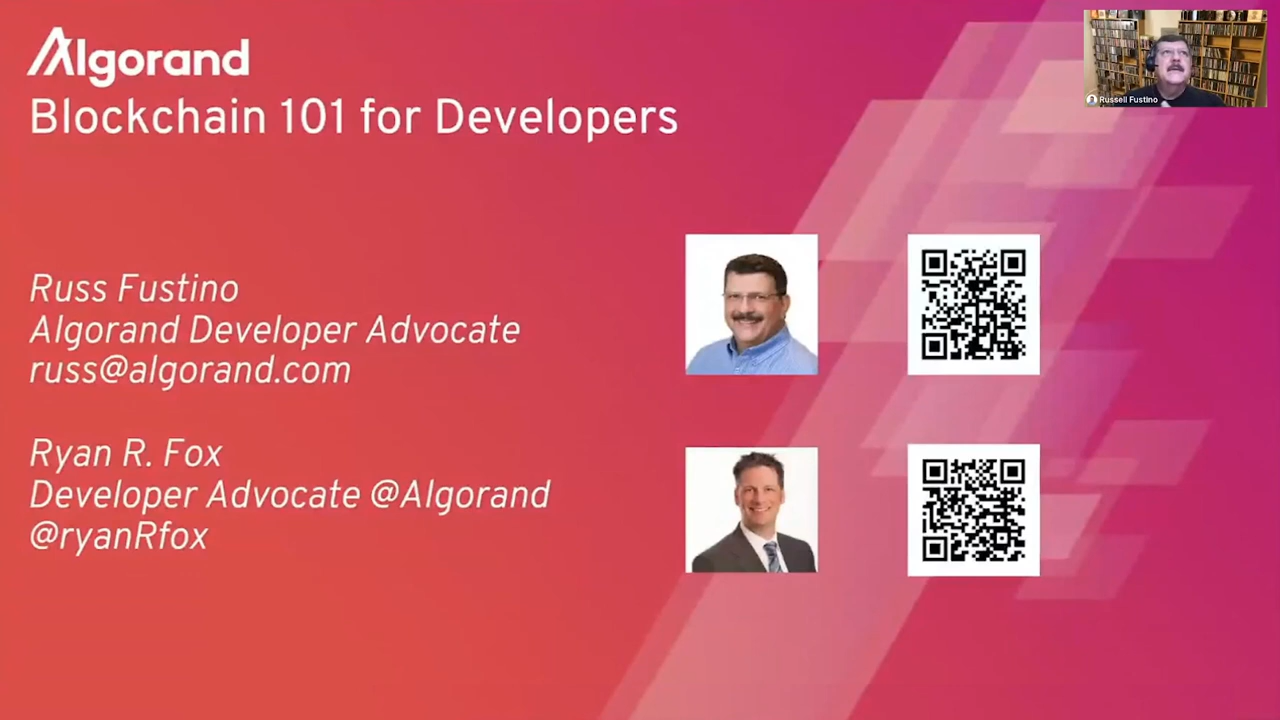 Algorand
Blockchain 101 for Developers
Russell Fustino
Russ Fustino
Algorand Developer Advocate
russ@algorand.com
Ryan R. Fox
Developer Advocate @Algorand
@ryanRfox